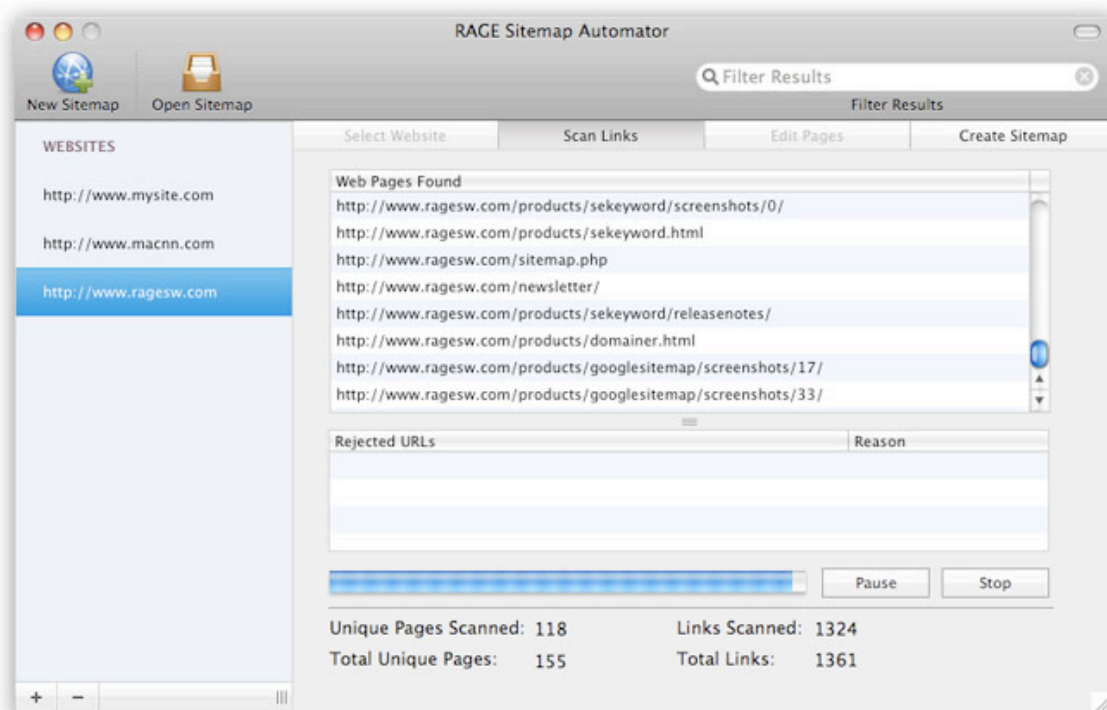 RAGE Sitemap Automator
New Sitemap
Open Sitemap
Filter Results
Filter Results
WEBSITES
http://www.mysite.com
http://www.macnn.com
http://www.ragesw.com
Select Website
Scan Links
Edit Pages
Create Sitemap
Web Pages Found
http://www.ragesw.com/products/sekeyword/screenshots/0/
http://www.ragesw.com/products/sekeyword.html
http://www.ragesw.com/sitemap.php
http://www.ragesw.com/newsletter/
http://www.ragesw.com/products/sekeyword/releasenotes/
http://www.ragesw.com/products/domainer.html
http://www.ragesw.com/products/googlesitemap/screenshots/17/
http://www.ragesw.com/products/googlesitemap/screenshots/33/
Rejected URLs Reason
Pause Stop
Unique Pages Scanned: 118 Links Scanned: 1324
Total Unique Pages: 155 Total Links: 1361